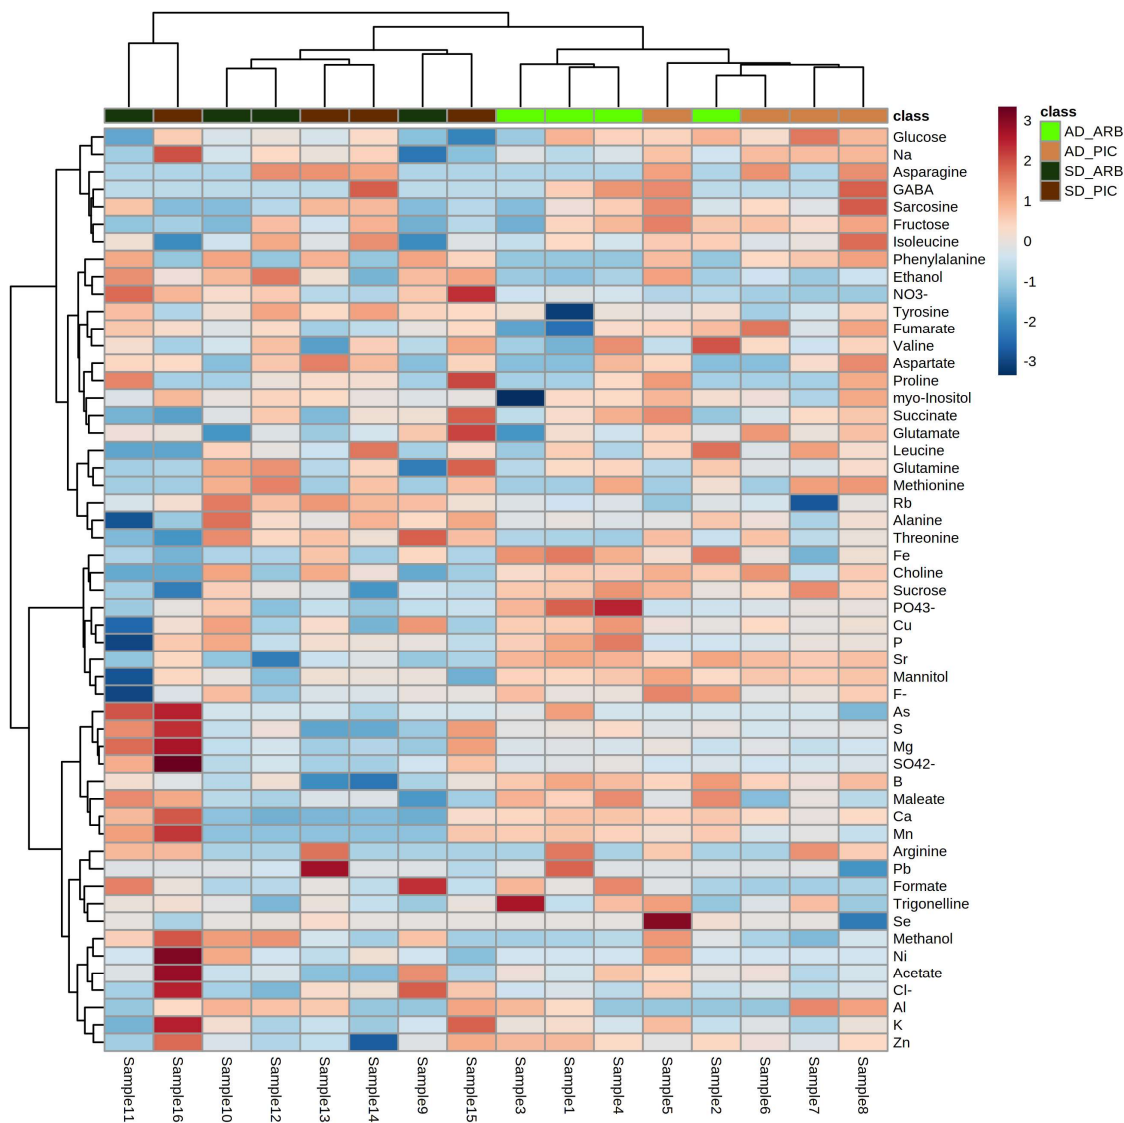 class
Glucose
Na
Asparagine
GABA
Sarcosine
Fructose
Isoleucine
Phenylalanine
Ethanol
NO3-
Tyrosine
Fumarate
Valine
Aspartate
Proline
myo-Inositol
Succinate
Glutamate
Leucine
Glutamine
Methionine
Rb
Alanine
Threonine
Fe
Choline
Sucrose
PO43-
Cu
P
Sr
Mannitol
F-
As
S
Mg
SO42-
B
Maleate
Ca
Mn
Arginine
Pb
Formate
Trigonelline
Se
Methanol
Ni
Acetate
Cl-
Al
K
Zn
Sample11
Sample16
Sample10
Sample12
Sample13
Sample14
Sample9
Sample15
Sample3
Sample1
Sample4
Sample5
Sample2
Sample6
Sample7
Sample8
3
2
1
0
-1
-2
-3
class
AD_ARB
AD_PIC
SD_ARB
SD_PIC